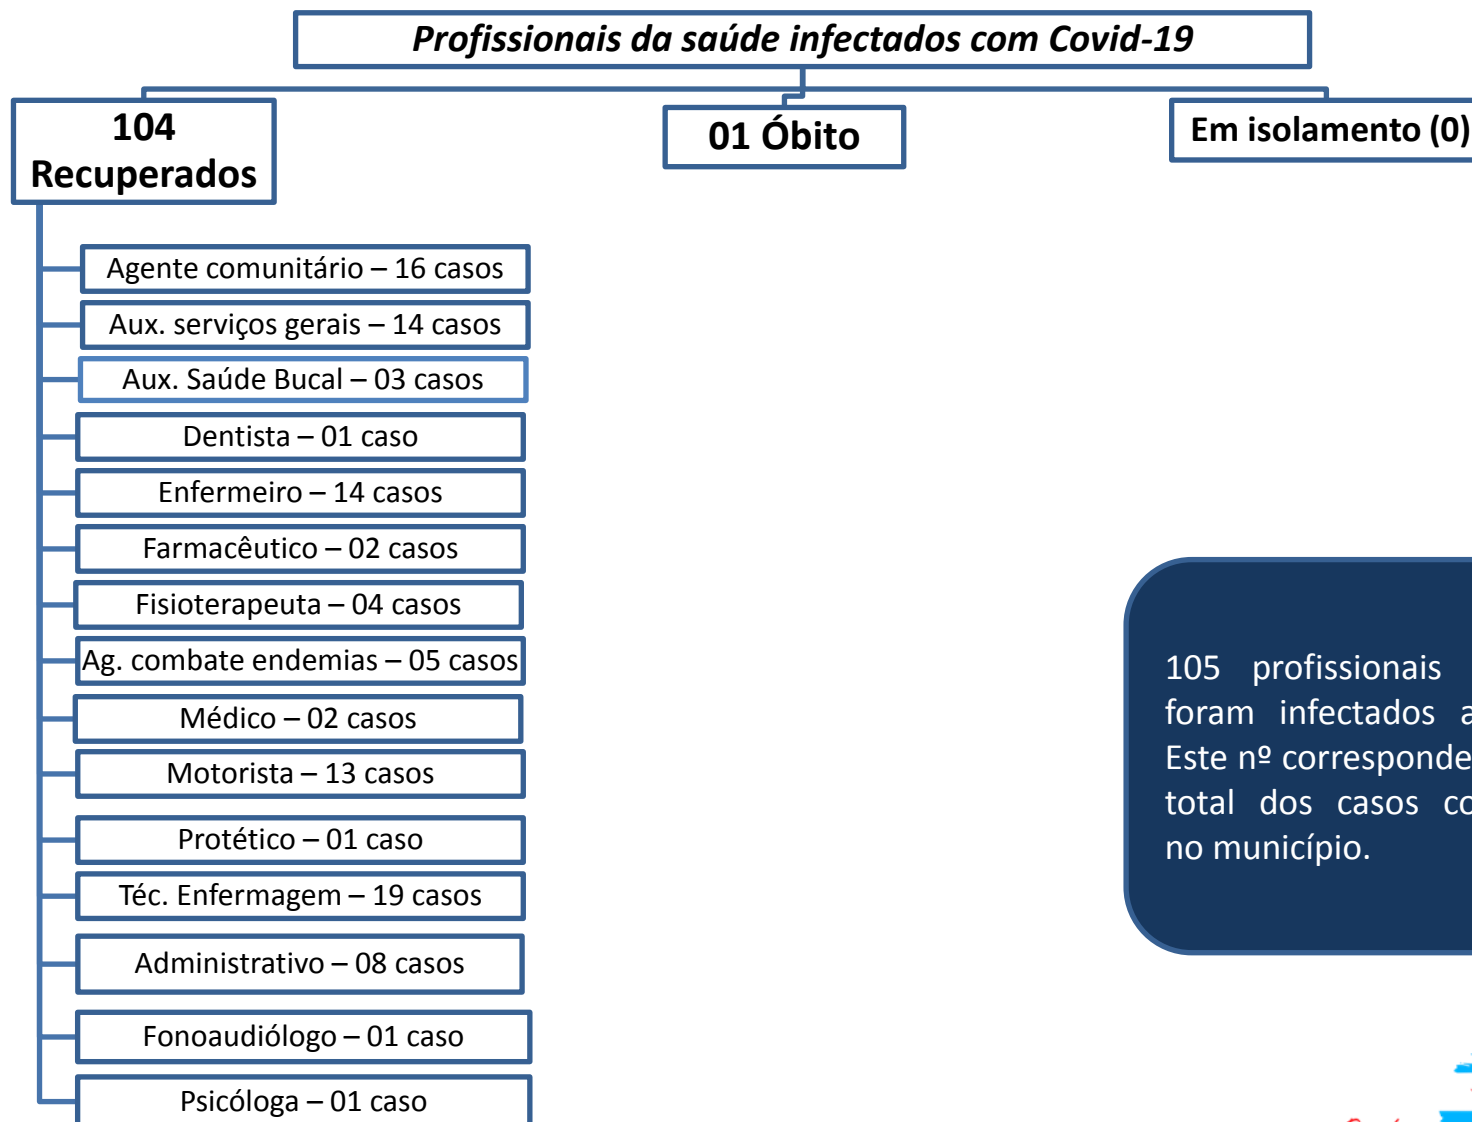 Profissionais da saúde infectados com Covid-19
104
Recuperados
01 Óbito
Em isolamento (0)
Agente comunitário – 16 casos
Aux. serviços gerais – 14 casos
Aux. Saúde Bucal – 03 casos
Dentista – 01 caso
Enfermeiro – 14 casos
Farmacêutico – 02 casos
Fisioterapeuta – 04 casos
Ag. combate endemias – 05 casos
Médico – 02 casos
Motorista – 13 casos
Protético – 01 caso
Téc. Enfermagem – 19 casos
Administrativo – 08 casos
Fonoaudiólogo – 01 caso
Psicóloga – 01 caso
105 profissionais
foram infectados
Este nº corresponde
total dos casos
no município.